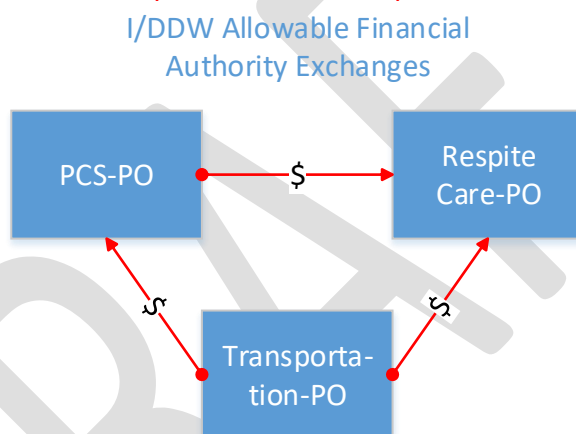 I/DDW Allowable Financial
Authority Exchanges
PCS-PO
$
Respite
Care-PO
$
$
Transporta-
tion-PO